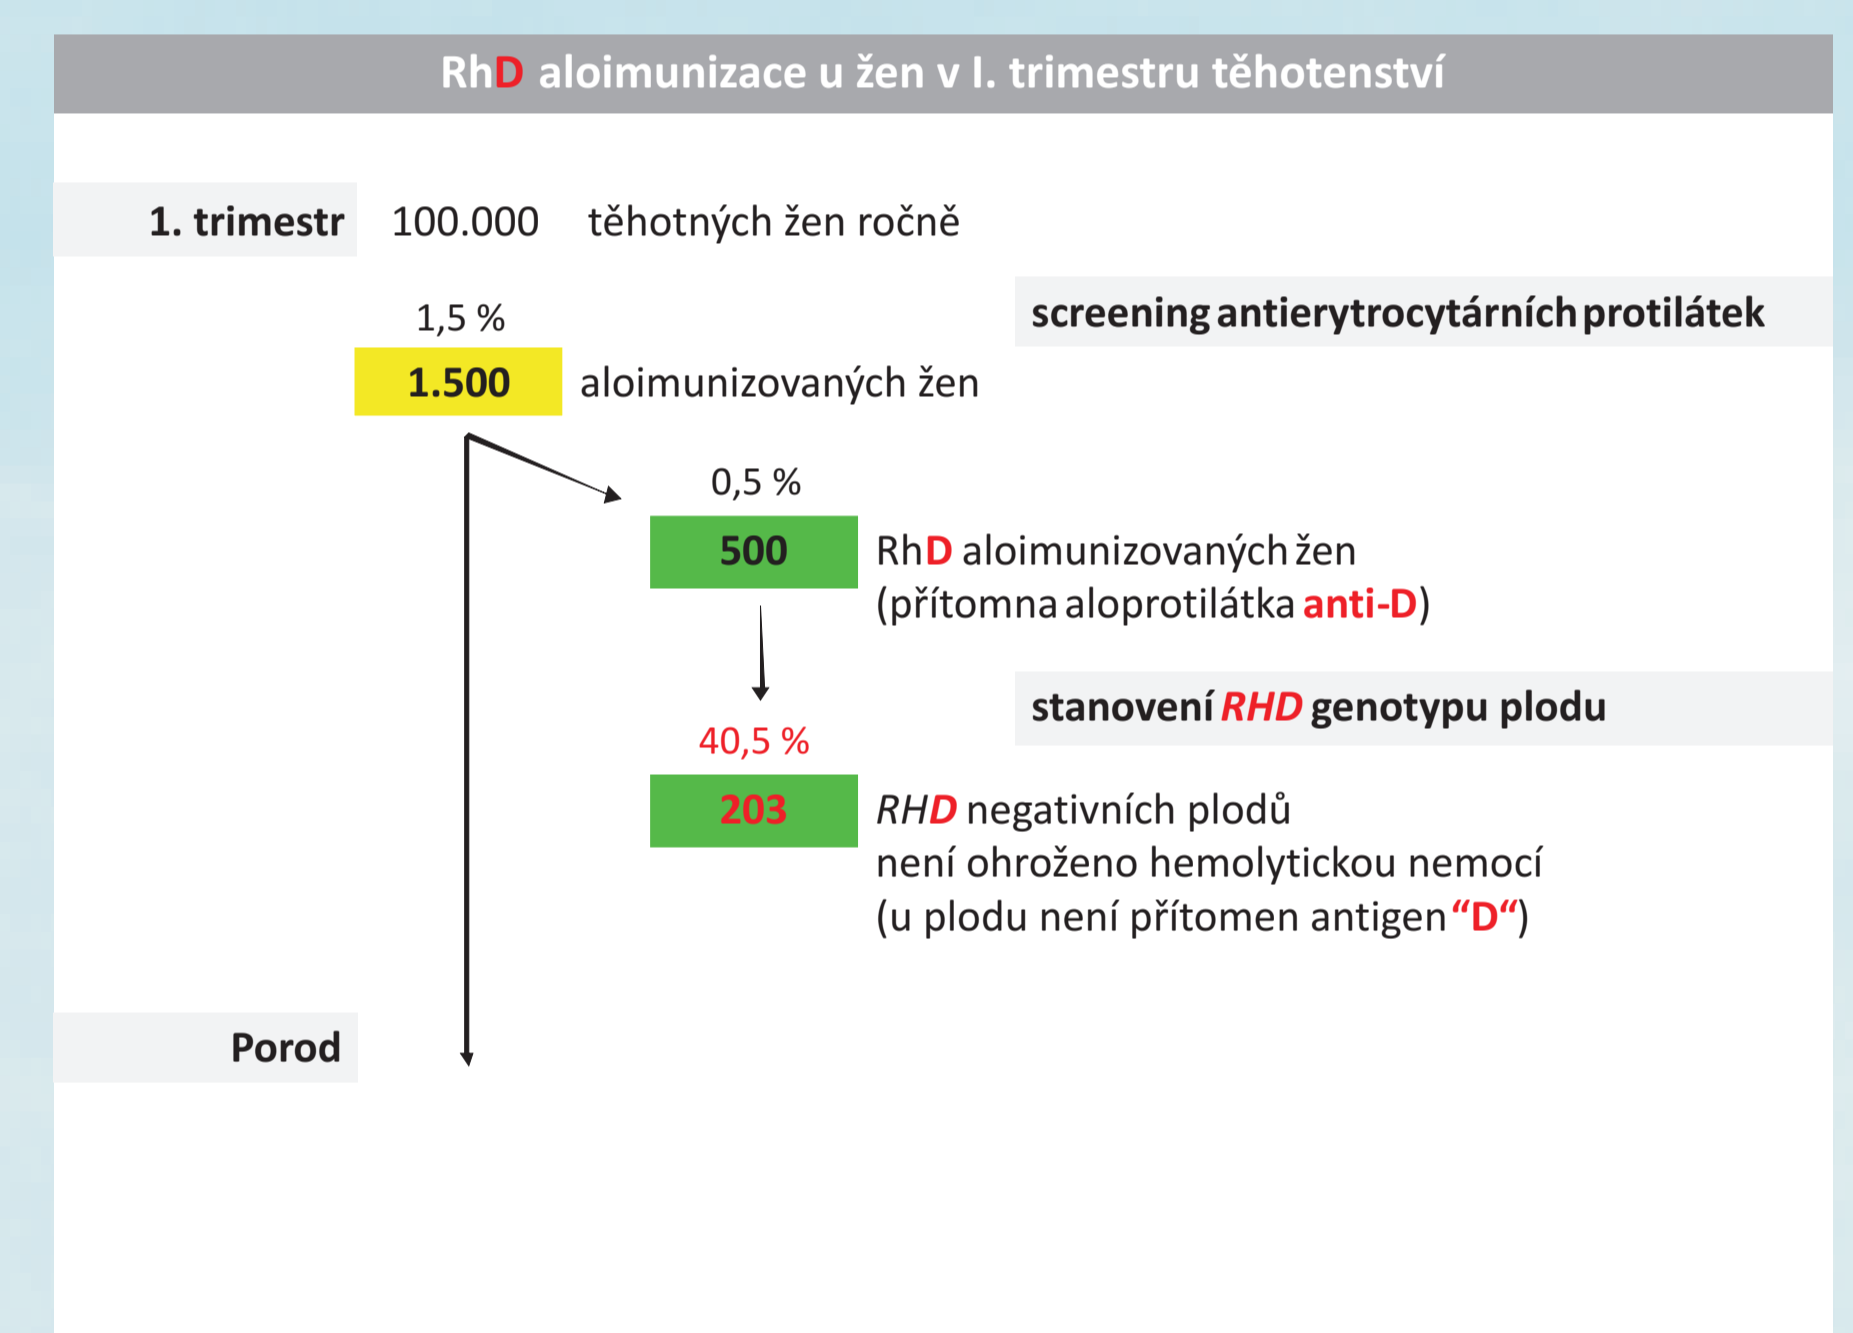 RhD aloimunizace u žen v I. trimestru těhotenství
1. trimestr 100.000 těhotných žen ročně
screening antierytrocytárních protilátek
1,5 %
1.500 aloimunizovaných žen
0,5 %
500 RhD aloimunizovaných žen
(přítomna aloprotilátka anti-D)
stanovení RHD genotypu plodu
40,5 %
203 RHD negativních plodů
není ohroženo hemolytickou nemocí
(u plodu není přítomen antigen “D“)
Porod